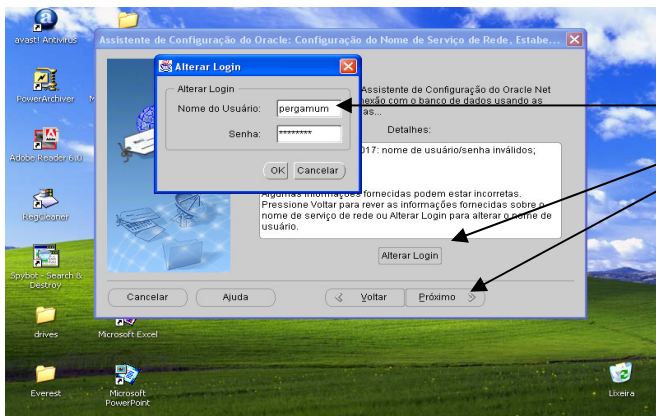 avast! Antivirus
PowerArchiver
Adobe Reader 6.0
RegCleaner
Spybot - Search &
Destroy
drives
Microsoft Excel
Everest
Microsoft
PowerPoint
Lixeira
Assistente de Configuração do Oracle: Configuração do Nome de Serviço de Rede, Estabe...
Alterar Login
Alterar Login
Nome do Usuário: pergamum
Senha: ********
OK Cancelar
Assistente de Configuração do Oracle Net
nexão com o banco de dados usando as
as...
Detalhes:
017: nome de usuário/senha inválidos;
Algumas informações fornecidas podem estar incorretas.
Pressione Voltar para rever as informações fornecidas sobre o
nome de serviço de rede ou Alterar Login para alterar o nome de
usuário.
Alterar Login
Cancelar Ajuda Voltar Próximo